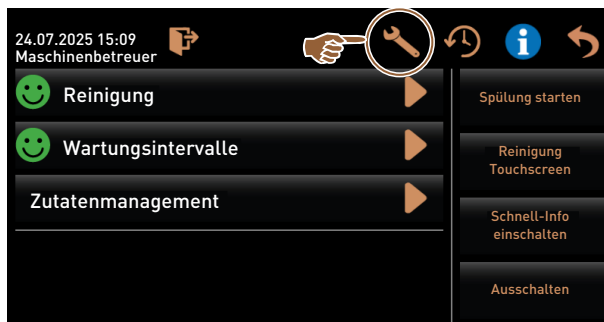 24.07.2025 15:09
Maschinenbetreuer
Reinigung
Wartungsintervalle
Zutatenmanagement
Spülung starten
Reinigung
Touchscreen
Schnell-Info
einschalten
Ausschalten